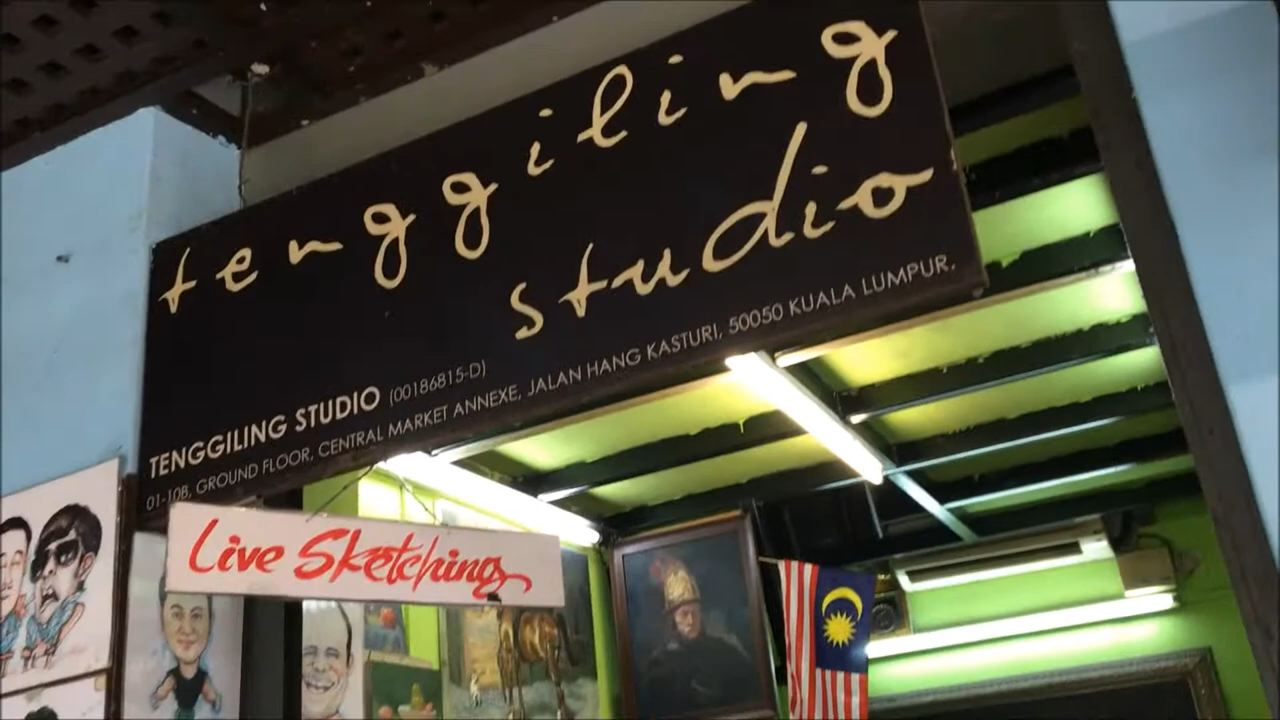 tenggiling
studio
TENGGILING STUDIO (00186815-D)
01-10B, GROUND FLOOR, CENTRAL MARKET ANNEXE, JALAN HANG KASTURI, 50050 KUALA LUMPUR.
Live Sketching